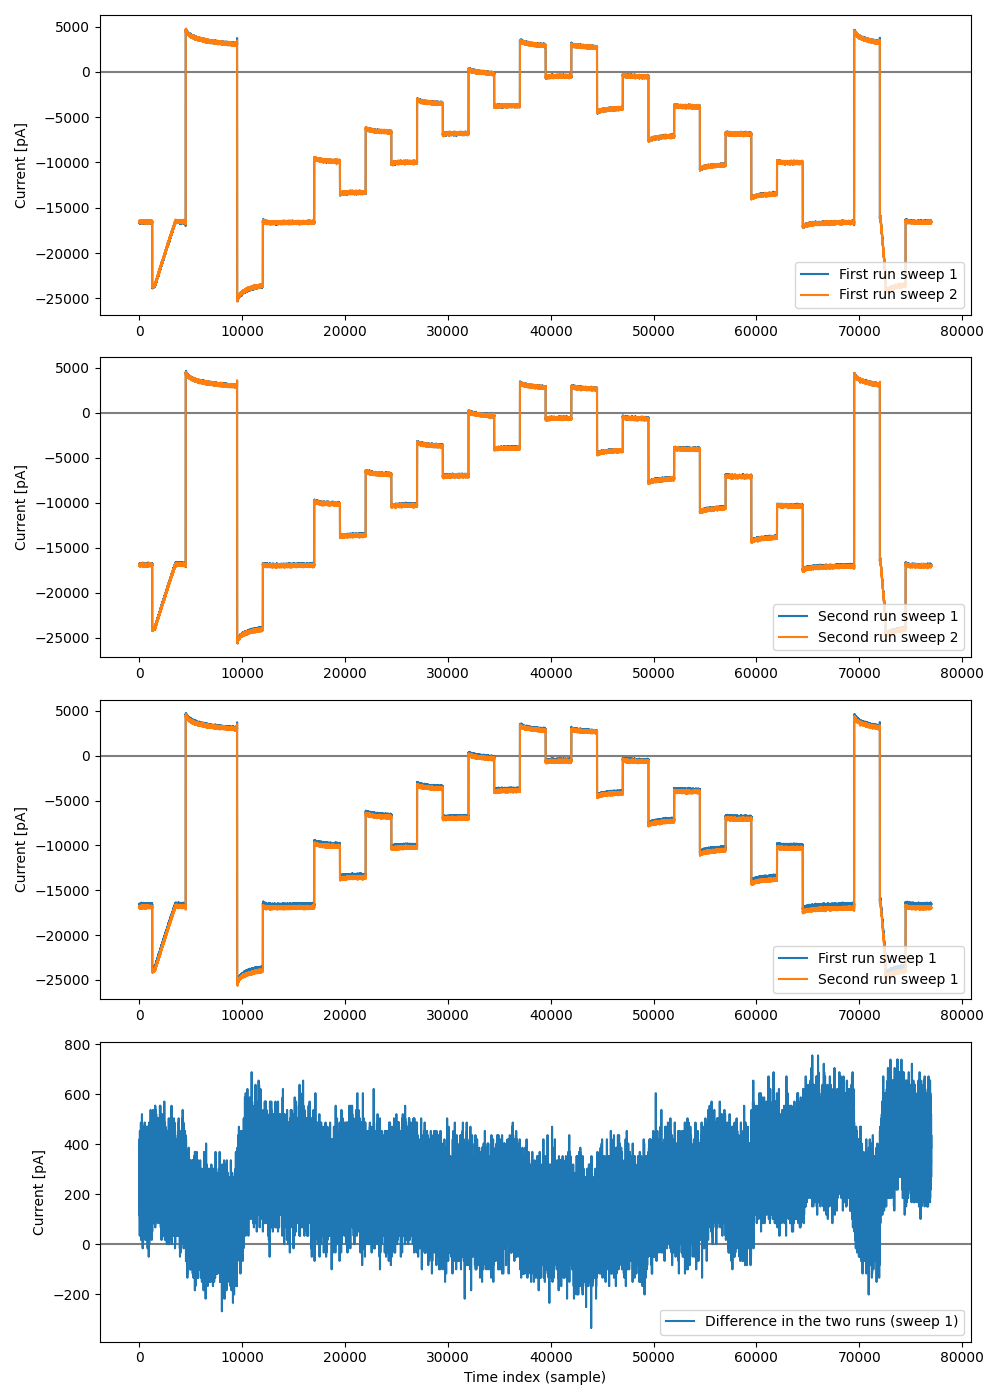 5000
0
−5000
−10000
−15000
−20000
−25000
Current [pA]
First run sweep 1
First run sweep 2
0 10000 20000 30000 40000 50000 60000 70000 80000
5000
0
−5000
−10000
−15000
−20000
−25000
Current [pA]
Second run sweep 1
Second run sweep 2
0 10000 20000 30000 40000 50000 60000 70000 80000
5000
0
−5000
−10000
−15000
−20000
−25000
Current [pA]
First run sweep 1
Second run sweep 1
0 10000 20000 30000 40000 50000 60000 70000 80000
800
600
400
200
0
−200
Current [pA]
Difference in the two runs (sweep 1)
0 10000 20000 30000 40000 50000 60000 70000 80000
Time index (sample)